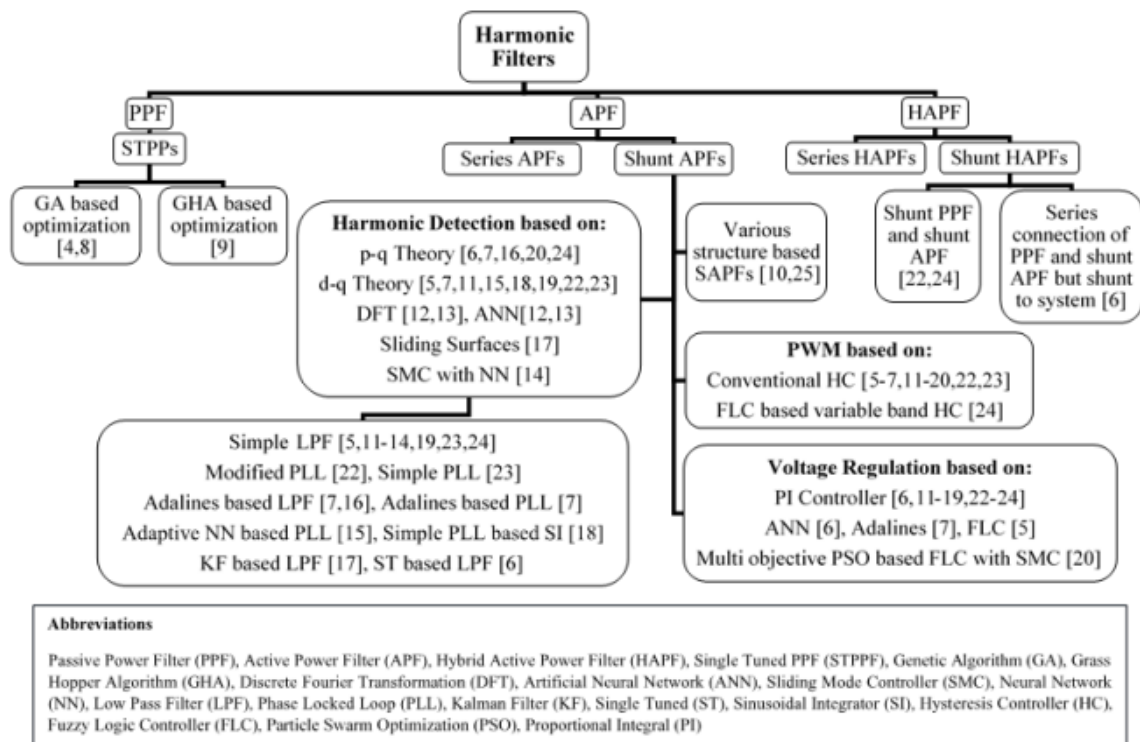 Harmonic
Filters
PPF
APF
HAPF
STPPs
Series APFs
Shunt APFs
Series HAPFs
Shunt HAPFs
GA based
optimization
[4,8]
GHA based
optimization
[9]
Harmonic Detection based on:
p-q Theory [6,7,16,20,24]
d-q Theory [5,7,11,15,18,19,22,23]
DFT [12,13], ANN[12,13]
Sliding Surfaces [17]
SMC with NN [14]
Various
structure based
SAPFs [10,25]
Shunt PPF
and shunt
APF
[22,24]
Series
connection of
PPF and shunt
APF but shunt
to system [6]
PWM based on:
Conventional HC [5-7,11-20,22,23]
FLC based variable band HC [24]
Simple LPF [5,11-14,19,23,24]
Modified PLL [22], Simple PLL [23]
Adalines based LPF [7,16], Adalines based PLL [7]
Adaptive NN based PLL [15], Simple PLL based SI [18]
KF based LPF [17], ST based LPF [6]
Voltage Regulation based on:
PI Controller [6,11-19,22-24]
ANN [6], Adalines [7], FLC [5]
Multi objective PSO based FLC with SMC [20]
Abbreviations
Passive Power Filter (PPF), Active Power Filter (APF), Hybrid Active Power Filter (HAPF), Single Tuned PPF (STPPF), Genetic Algorithm (GA), Grass
Hopper Algorithm (GHA), Discrete Fourier Transformation (DFT), Artificial Neural Network (ANN), Sliding Mode Controller (SMC), Neural Network
(NN), Low Pass Filter (LPF), Phase Locked Loop (PLL), Kalman Filter (KF), Single Tuned (ST), Sinusoidal Integrator (SI), Hysteresis Controller (HC),
Fuzzy Logic Controller (FLC), Particle Swarm Optimization (PSO), Proportional Integral (PI)